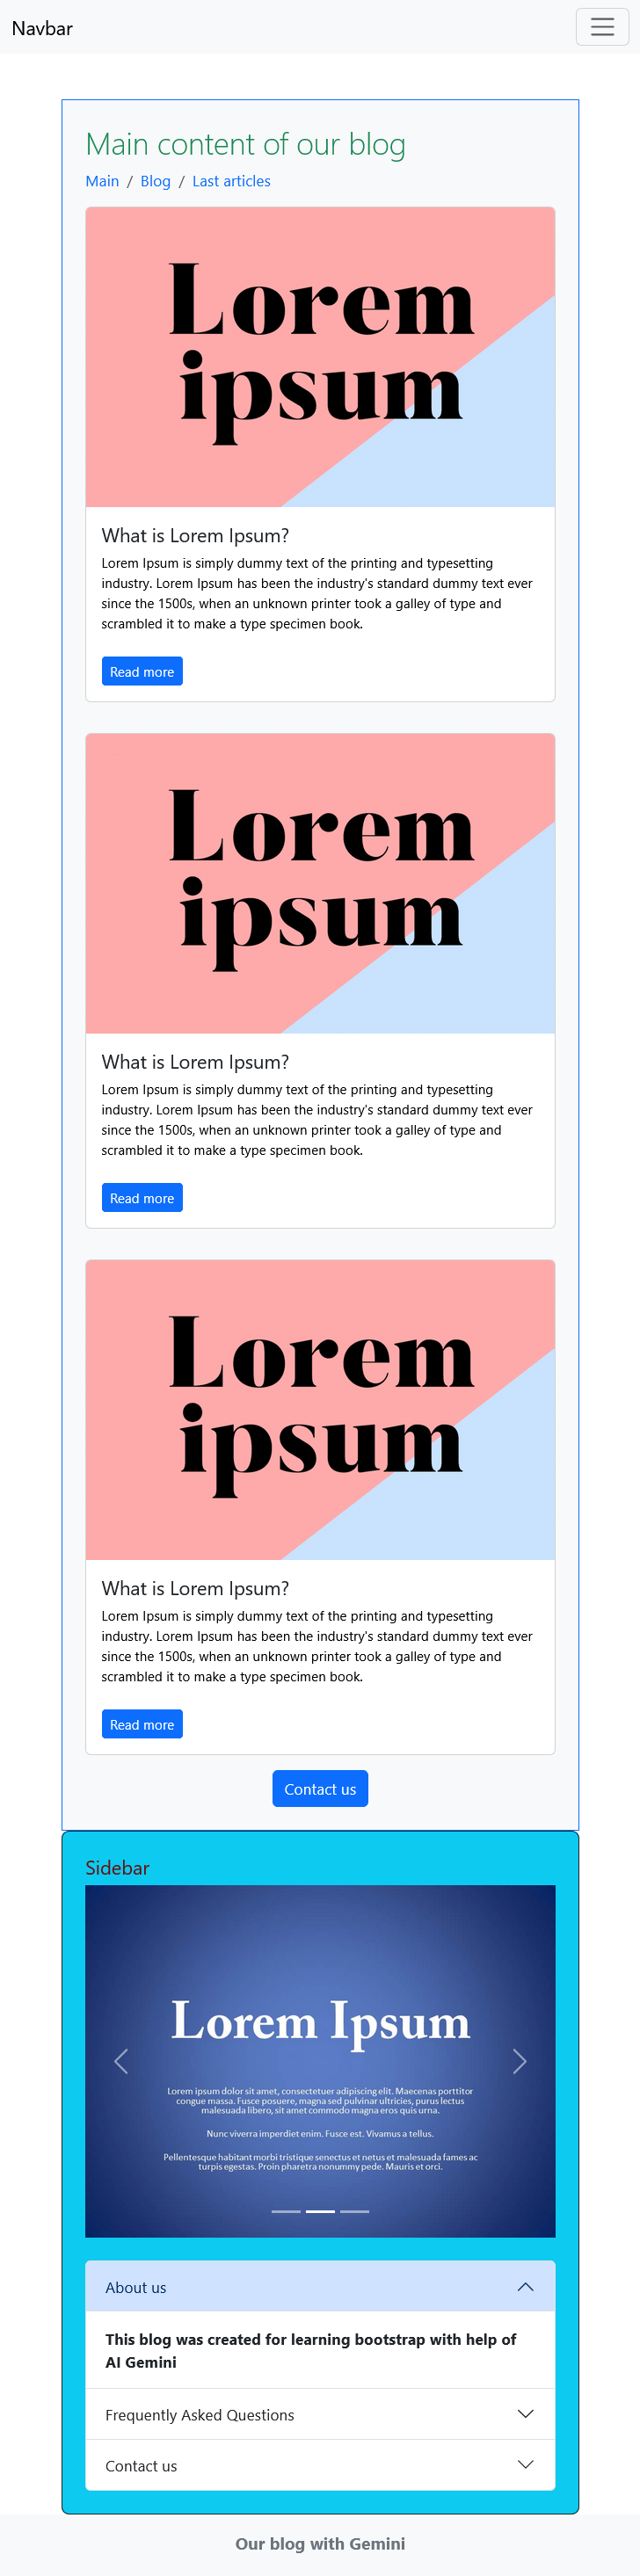 Navbar
Main content of our blog
Main / Blog / Last articles
Lorem
ipsum
What is Lorem Ipsum?
Lorem Ipsum is simply dummy text of the printing and typesetting
industry. Lorem Ipsum has been the industry's standard dummy text ever
since the 1500s, when an unknown printer took a galley of type and
scrambled it to make a type specimen book.
Read more
Lorem
ipsum
What is Lorem Ipsum?
Lorem Ipsum is simply dummy text of the printing and typesetting
industry. Lorem Ipsum has been the industry's standard dummy text ever
since the 1500s, when an unknown printer took a galley of type and
scrambled it to make a type specimen book.
Read more
Lorem
ipsum
What is Lorem Ipsum?
Lorem Ipsum is simply dummy text of the printing and typesetting
industry. Lorem Ipsum has been the industry's standard dummy text ever
since the 1500s, when an unknown printer took a galley of type and
scrambled it to make a type specimen book.
Read more
Contact us
Sidebar
Lorem Ipsum
Lorem ipsum dolor sit amet, consectetuer adipiscing elit. Maecenas porttitor
congue massa. Fusce posuere, magna sed pulvinar ultricies, purus lectus
malesuada libero, sit amet commodo magna eros quis urna.
Nunc viverra imperdiet enim. Fusce est. Vivamus a tellus.
Pellentesque habitant morbi tristique senectus et netus et malesuada fames ac
turpis egestas. Proin pharetra nonummy pede. Mauris et orci.
About us
This blog was created for learning bootstrap with help of
AI Gemini
Frequently Asked Questions
Contact us
Our blog with Gemini